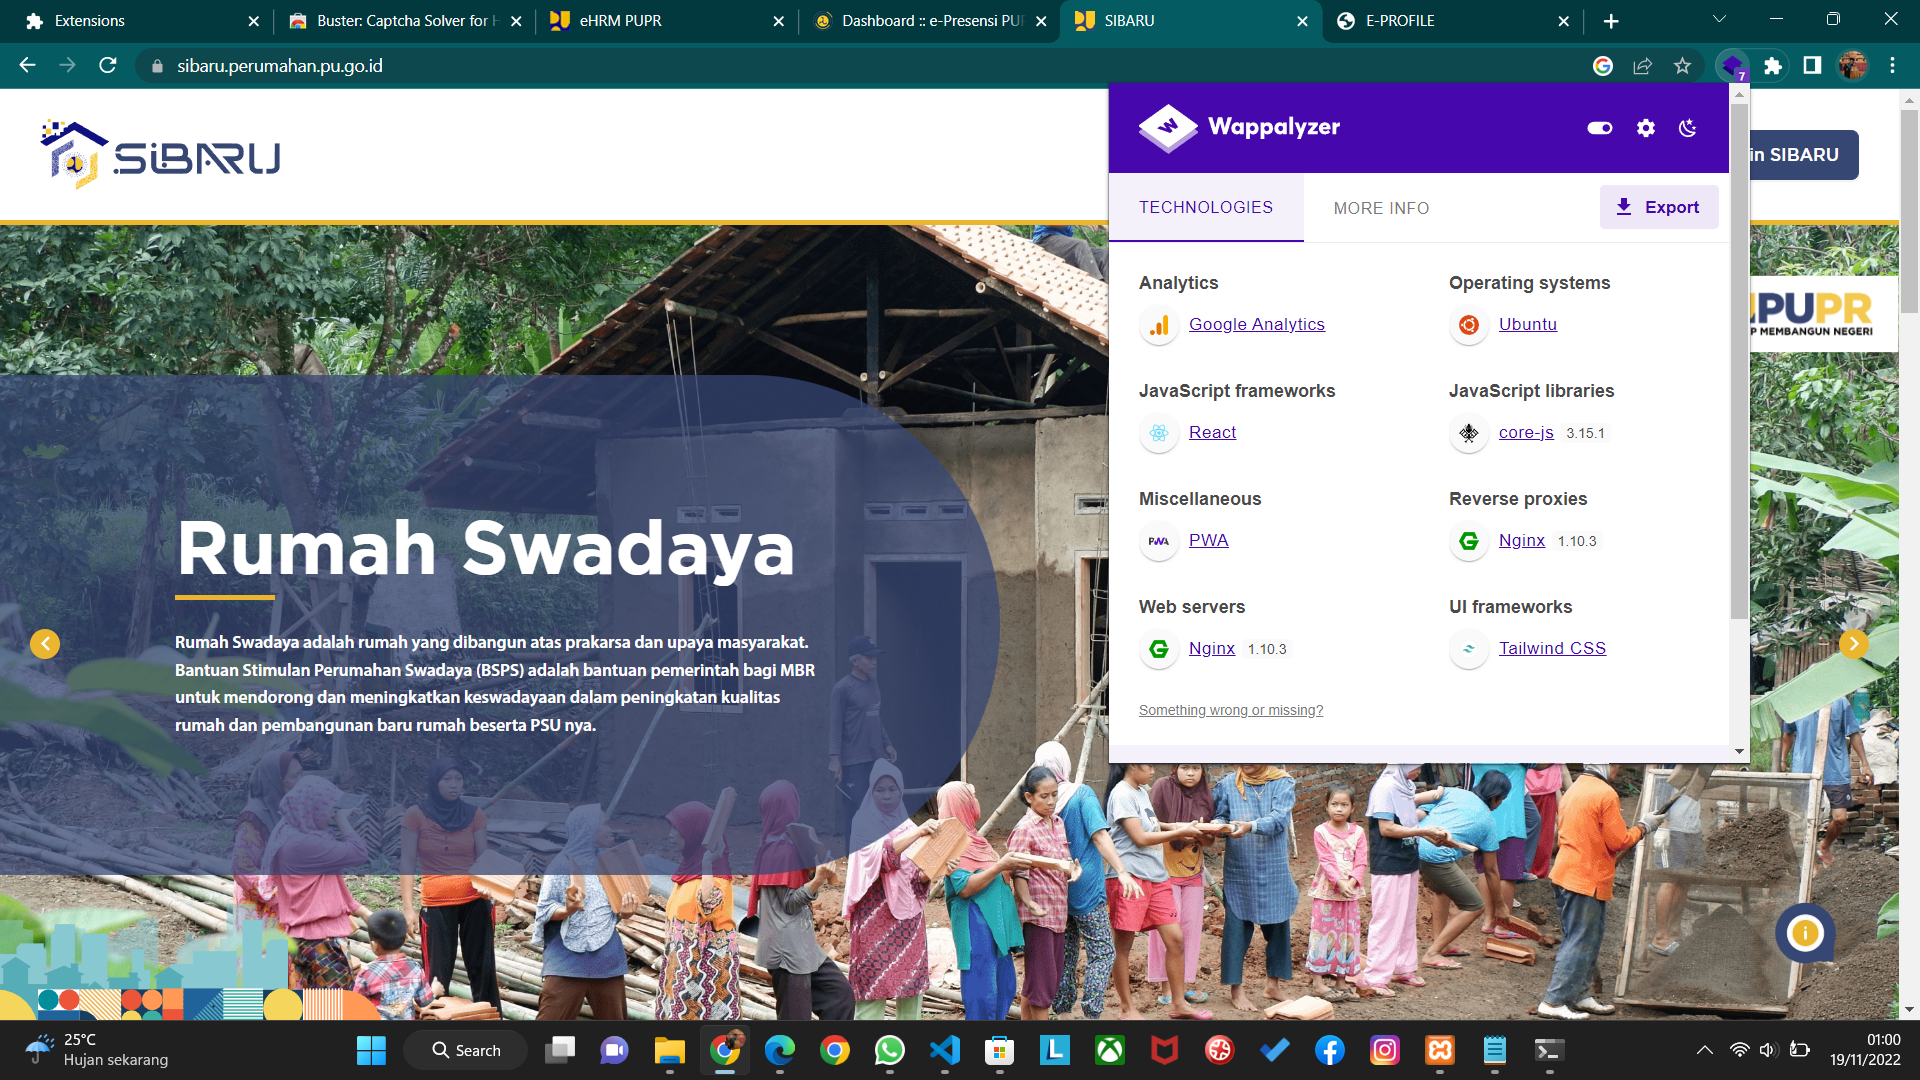 Extensions
Buster: Captcha Solver for H
eHRM PUPR
Dashboard :: e-Presensi PUP
SIBARU
E-PROFILE
sibaru.perumahan.pu.go.id
7
SIBARU
in SIBARU
Wappalyzer
TECHNOLOGIES
MORE INFO
Export
Analytics
Google Analytics
Operating systems
Ubuntu
JavaScript frameworks
React
JavaScript libraries
core-js 3.15.1
Miscellaneous
PWA
PWA
Reverse proxies
Nginx 1.10.3
Web servers
Nginx 1.10.3
UI frameworks
Tailwind CSS
Something wrong or missing?
PUPR
P MEMBANGUN NEGERI
Rumah Swadaya
Rumah Swadaya adalah rumah yang dibangun atas prakarsa dan upaya masyarakat.
Bantuan Stimulan Perumahan Swadaya (BSPS) adalah bantuan pemerintah bagi MBR
untuk mendorong dan meningkatkan keswadayaan dalam peningkatan kualitas
rumah dan pembangunan baru rumah beserta PSU nya.
25°C
Hujan sekarang
Search
01:00
19/11/2022